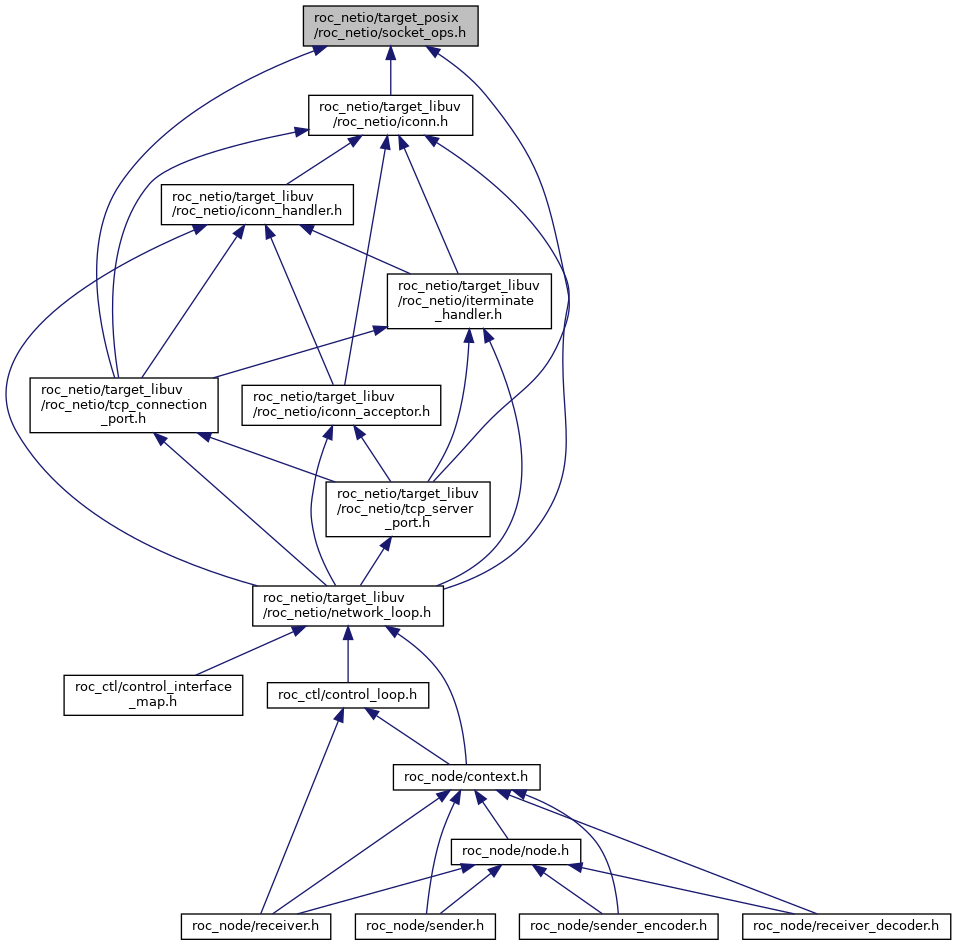 roc_netio/target_posix
/roc_netio/socket_ops.h
roc_netio/target_libuv
/roc_netio/iconn.h
roc_netio/target_libuv
/roc_netio/iconn_handler.h
roc_netio/target_libuv
/roc_netio/iterminate
_handler.h
roc_netio/target_libuv
/roc_netio/tcp_connection
_port.h
roc_netio/target_libuv
/roc_netio/iconn_acceptor.h
roc_netio/target_libuv
/roc_netio/tcp_server
_port.h
roc_netio/target_libuv
/roc_netio/network_loop.h
roc_ctl/control_interface
_map.h
roc_ctl/control_loop.h
roc_node/context.h
roc_node/node.h
roc_node/receiver.h
roc_node/sender.h
roc_node/sender_encoder.h
roc_node/receiver_decoder.h